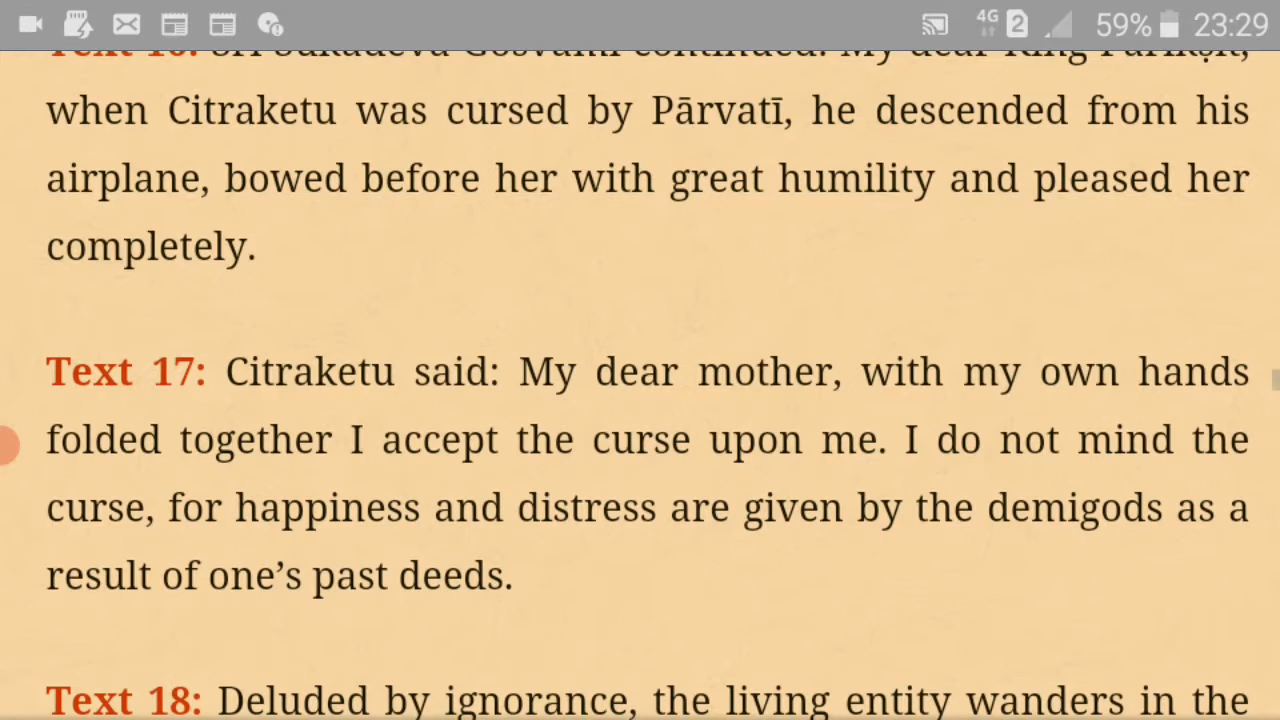 4G 2 59% 23:29
when Citraketu was cursed by Pārvatī, he descended from his
airplane, bowed before her with great humility and pleased her
completely.
Text 17: Citraketu said: My dear mother, with my own hands
folded together I accept the curse upon me. I do not mind the
curse, for happiness and distress are given by the demigods as a
result of one’s past deeds.
Text 18: Deluded by ignorance, the living entity wanders in the